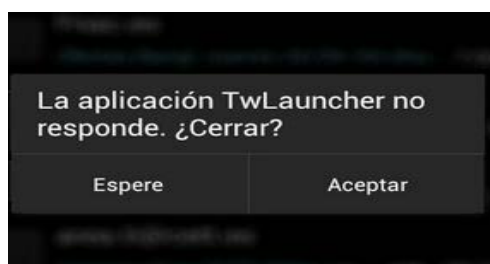 La aplicación TwLauncher no
responde. ¿Cerrar?
Espere
Aceptar